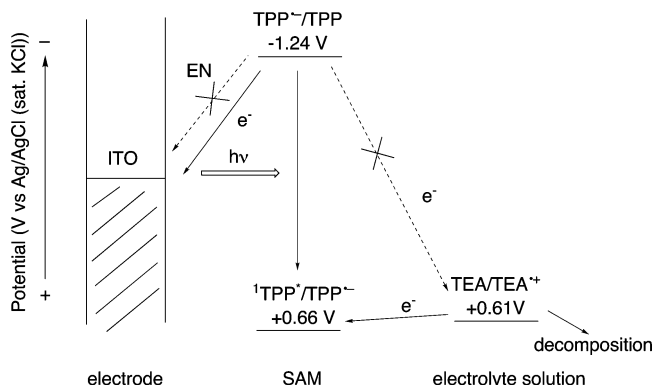 TPP•−/TPP
-1.24 V
−
EN
e-
ITO
hν
e-
Potential (V vs Ag/AgCl (sat. KCl))
+
1TPP*/TPP•−
+0.66 V
TEA/TEA•+
+0.61V
e-
decomposition
electrode
SAM
electrolyte solution